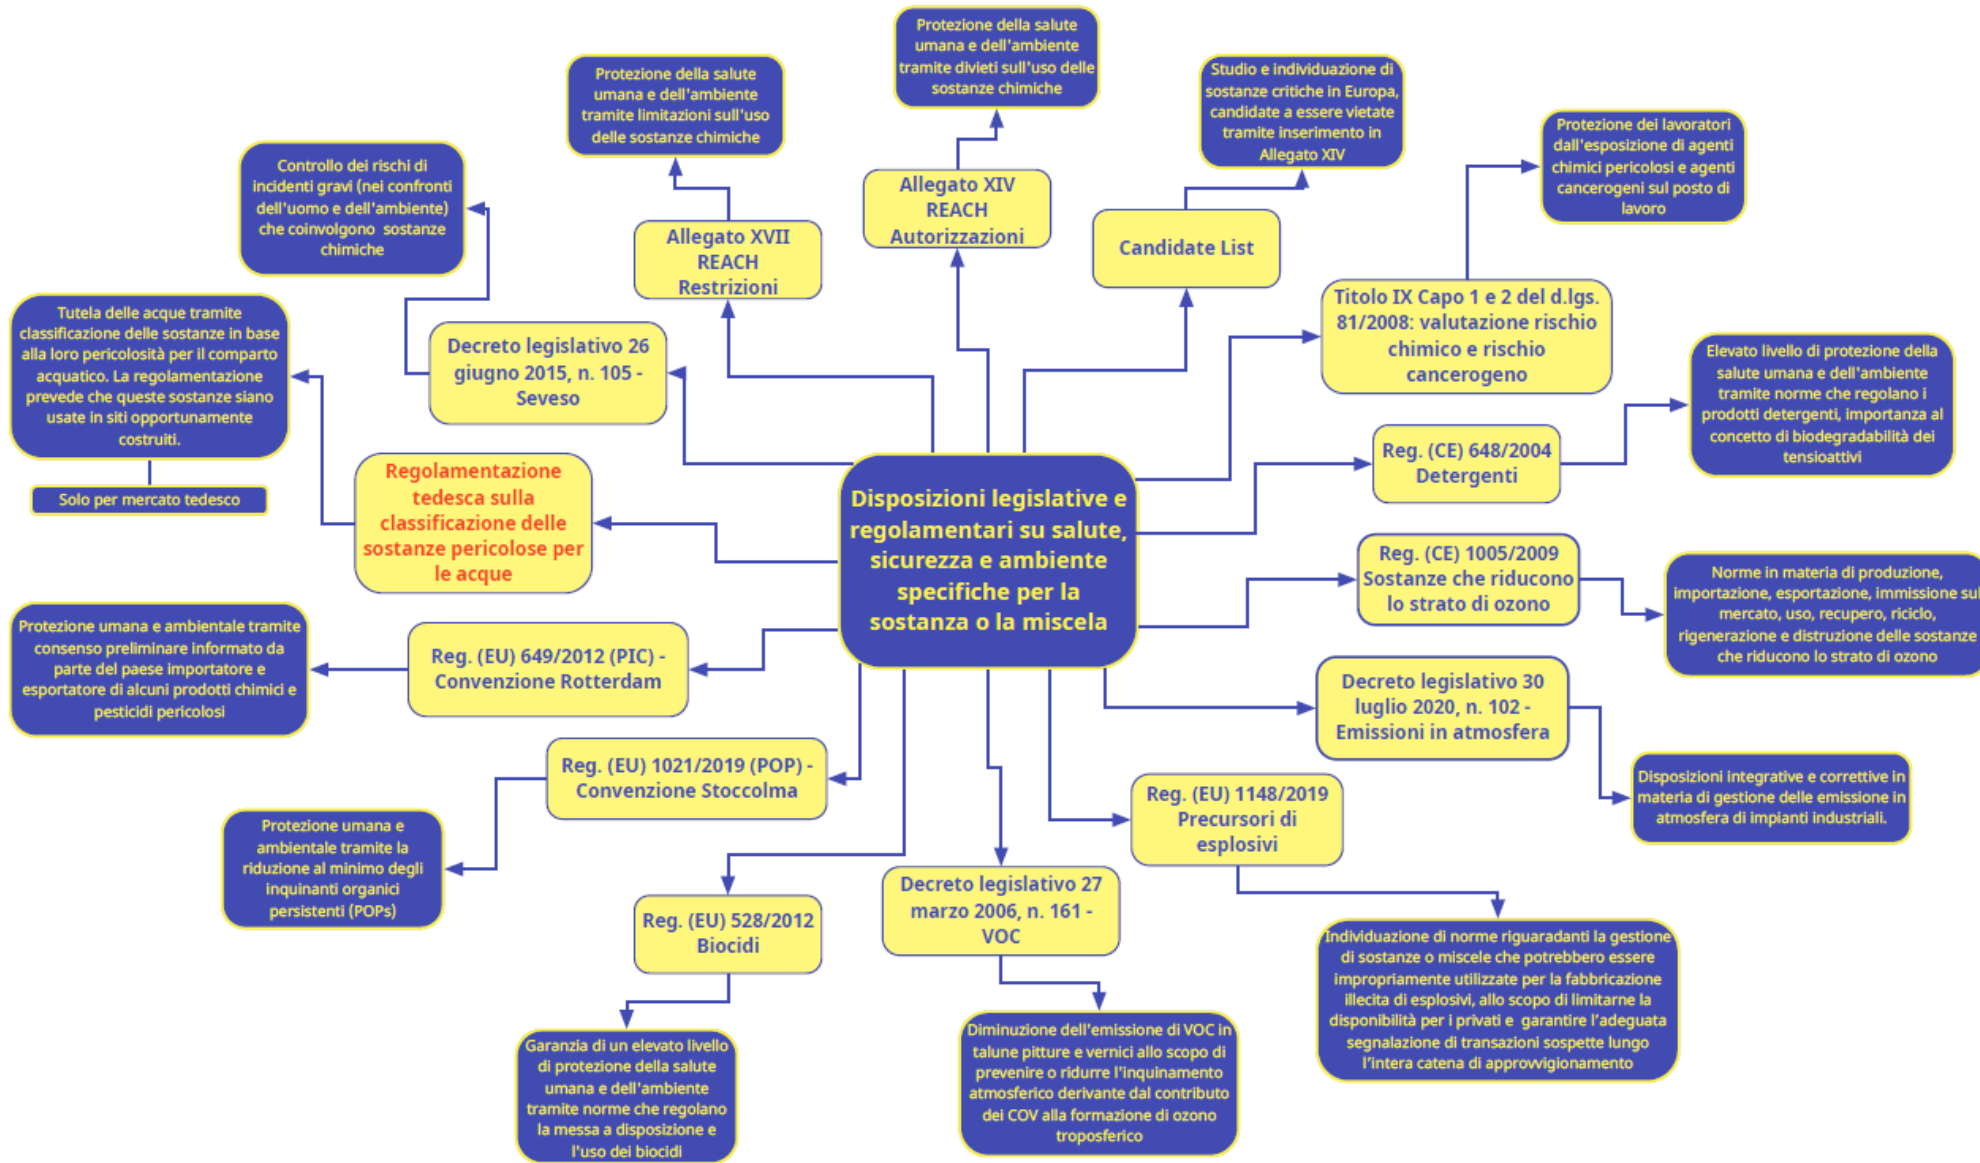 Protezione della salute
umana e dell'ambiente
tramite divieti sull'uso delle
sostanze chimiche
Protezione della salute
umana e dell'ambiente
tramite limitazioni sull'uso
delle sostanze chimiche
Studio e individuazione di
sostanze critiche in Europa,
candidate a essere vietate
tramite inserimento in
Allegato XIV
Protezione dei lavoratori
dall'esposizione di agenti
chimici pericolosi e agenti
cancerogeni sul posto di
lavoro
Controllo dei rischi di
incidenti gravi (nei confronti
dell'uomo e dell'ambiente)
che coinvolgono sostanze
chimiche
Allegato XIV
REACH
Autorizzazioni
Allegato XVII
REACH
Restrizioni
Candidate List
Titolo IX Capo 1 e 2 del d.lgs.
81/2008: valutazione rischio
chimico e rischio
cancerogeno
Tutela delle acque tramite
classificazione delle sostanze in base
alla loro pericolosità per il comparto
acquatico. La regolamentazione
prevede che queste sostanze siano
usate in siti opportunamente
costruiti.
Solo per mercato tedesco
Decreto legislativo 26
giugno 2015, n. 105 -
Seveso
Elevato livello di protezione della
salute umana e dell'ambiente
tramite norme che regolano i
prodotti detergenti, importanza al
concetto di biodegradabilità dei
tensioattivi
Reg. (CE) 648/2004
Detergenti
Regolamentazione
tedesca sulla
classificazione delle
sostanze pericolose per
le acque
Disposizioni legislative e
regolamentari su salute,
sicurezza e ambiente
specifiche per la
sostanza o la miscela
Reg. (CE) 1005/2009
Sostanze che riducono
lo strato di ozono
Norme in materia di produzione,
importazione, esportazione, immissione sul
mercato, uso, recupero, riciclo,
rigenerazione e distruzione delle sostanze
che riducono lo strato di ozono
Protezione umana e ambientale tramite
consenso preliminare informato da
parte del paese importatore e
esportatore di alcuni prodotti chimici e
pesticidi pericolosi
Reg. (EU) 649/2012 (PIC) -
Convenzione Rotterdam
Decreto legislativo 30
luglio 2020, n. 102 -
Emissioni in atmosfera
Reg. (EU) 1021/2019 (POP) -
Convenzione Stoccolma
Disposizioni integrative e correttive in
materia di gestione delle emissione in
atmosfera di impianti industriali.
Reg. (EU) 1148/2019
Precursori di
esplosivi
Protezione umana e
ambientale tramite la
riduzione al minimo degli
inquinanti organici
persistenti (POPs)
Reg. (EU) 528/2012
Biocidi
Decreto legislativo 27
marzo 2006, n. 161 -
VOC
Individuazione di norme riguaradanti la gestione
di sostanze o miscele che potrebbero essere
impropriamente utilizzate per la fabbricazione
illecita di esplosivi, allo scopo di limitarne la
disponibilità per i privati e garantire l'adeguata
segnalazione di transazioni sospette lungo
l'intera catena di approvvigionamento
Garanzia di un elevato livello
di protezione della salute
umana e dell'ambiente
tramite norme che regolano
la messa a disposizione e
l'uso dei biocidi
Diminuzione dell'emissione di VOC in
talune pitture e vernici allo scopo di
prevenire o ridurre l'inquinamento
atmosferico derivante dal contributo
dei COV alla formazione di ozono
troposferico